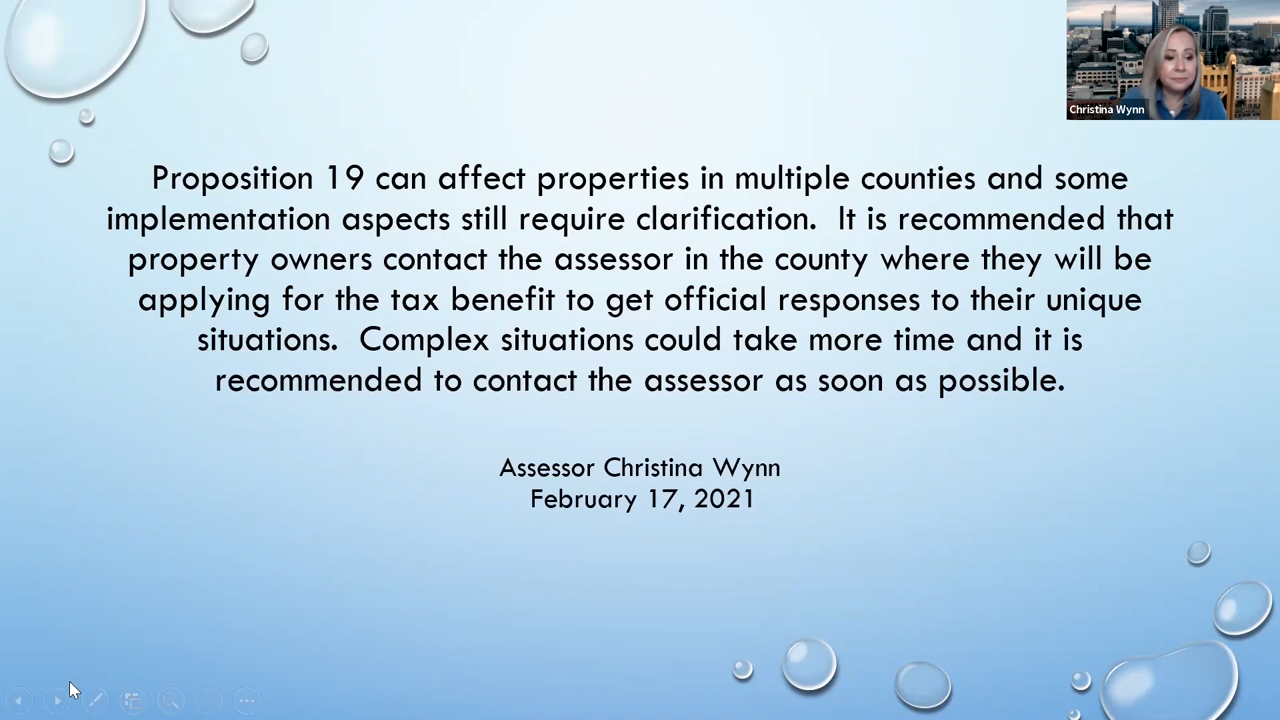 Christina Wynn
Proposition 19 can affect properties in multiple counties and some
implementation aspects still require clarification.  It is recommended that
property owners contact the assessor in the county where they will be
applying for the tax benefit to get official responses to their unique
situations.  Complex situations could take more time and it is
recommended to contact the assessor as soon as possible.
Assessor Christina Wynn
February 17, 2021